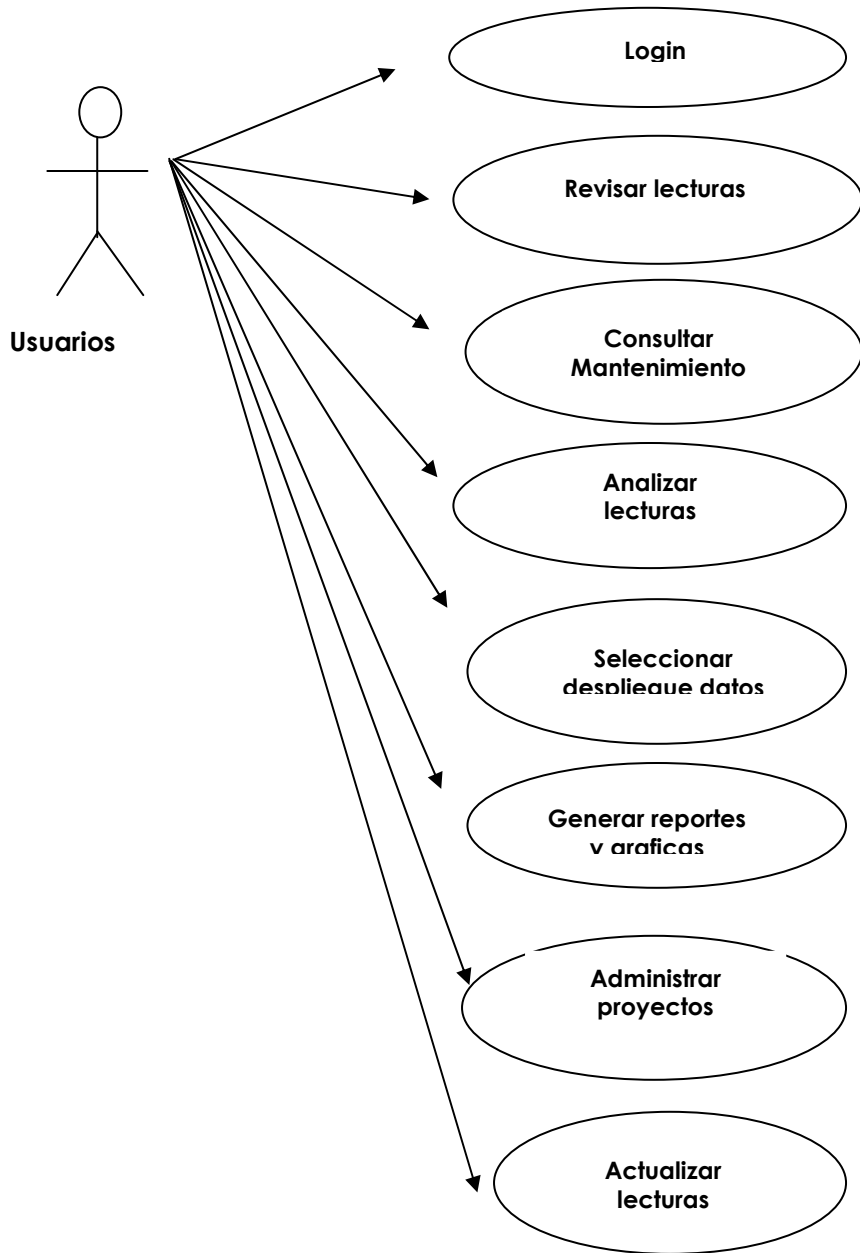 Login
Revisar lecturas
Usuarios
Consultar
Mantenimiento
Analizar
lecturas
Seleccionar
despliegue datos
Generar reportes
y graficas
Administrar
proyectos
Actualizar
lecturas